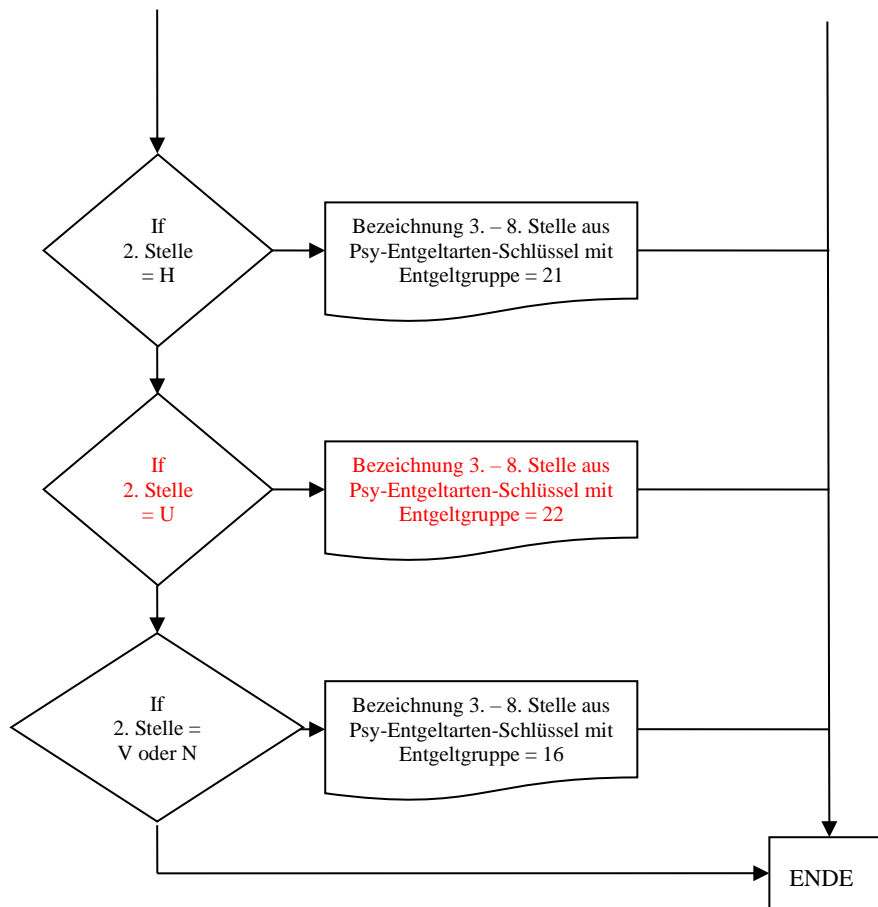 If
2. Stelle
= H
Bezeichnung 3. – 8. Stelle aus
Psy-Entgeltarten-Schlüssel mit
Entgeltgruppe = 21
If
2. Stelle
= U
Bezeichnung 3. – 8. Stelle aus
Psy-Entgeltarten-Schlüssel mit
Entgeltgruppe = 22
If
2. Stelle =
V oder N
Bezeichnung 3. – 8. Stelle aus
Psy-Entgeltarten-Schlüssel mit
Entgeltgruppe = 16
ENDE